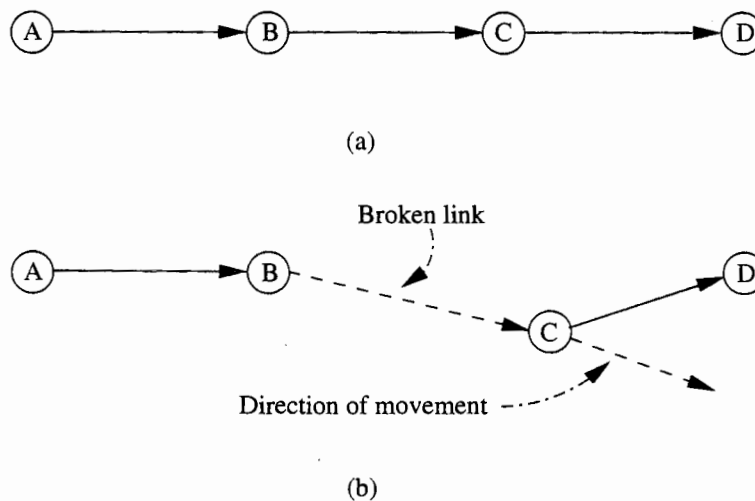 A B C D
(a)
Broken link
A B C D
Direction of movement
(b)